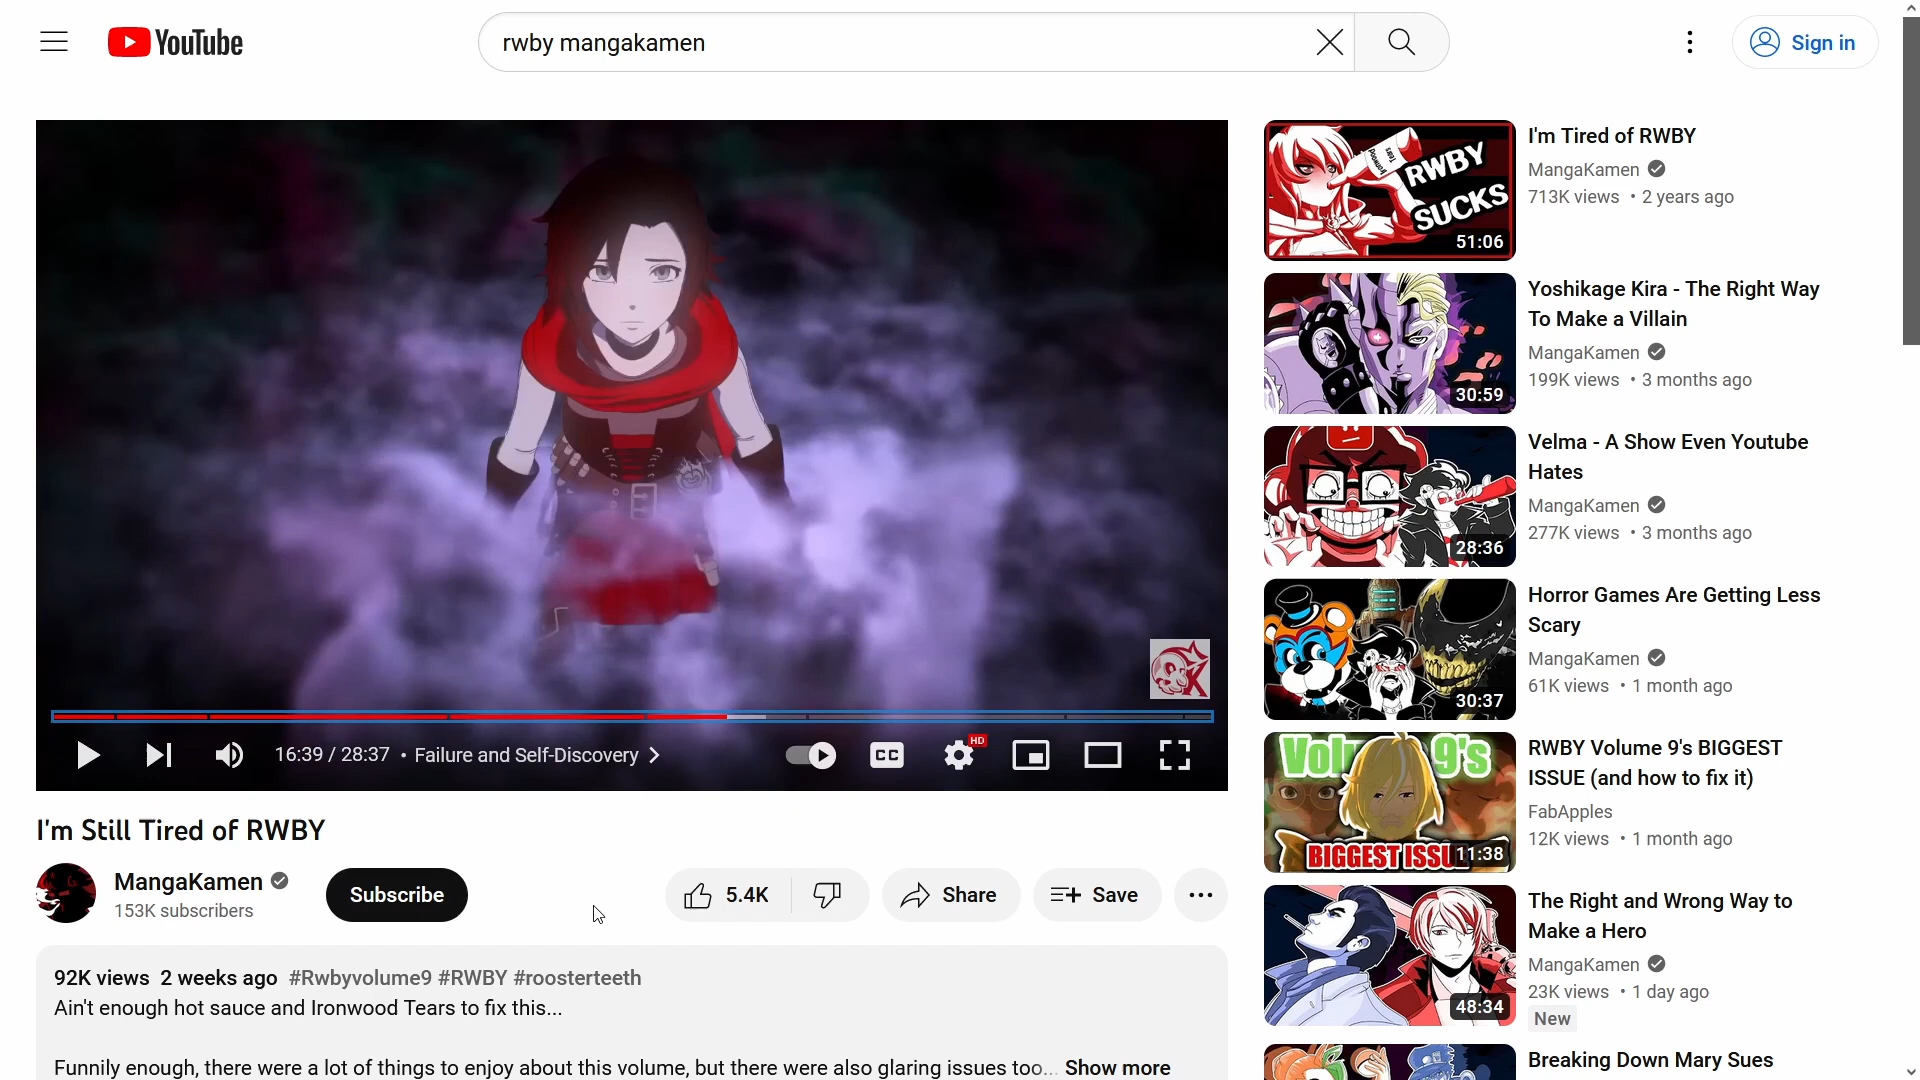 YouTube
rwby mangakamen
Sign in
HD
CC
16:39 / 28:37 • Failure and Self-Discovery
K
I'm Still Tired of RWBY
MangaKamen
153K subscribers
Subscribe
5.4K
Share
Save
92K views 2 weeks ago #Rwbyvolume9 #RWBY #roosterteeth
Ain't enough hot sauce and Ironwood Tears to fix this...
Funnily enough, there were a lot of things to enjoy about this volume, but there were also glaring issues too... Show more
Ironwood
Tears
RWBY
SUCKS
51:06
I'm Tired of RWBY
MangaKamen
713K views • 2 years ago
30:59
Yoshikage Kira - The Right Way
To Make a Villain
MangaKamen
199K views • 3 months ago
28:36
Velma - A Show Even Youtube
Hates
MangaKamen
277K views • 3 months ago
30:37
Horror Games Are Getting Less
Scary
MangaKamen
61K views • 1 month ago
Vol 9's
BIGGEST ISSU
11:38
RWBY Volume 9's BIGGEST
ISSUE (and how to fix it)
FabApples
12K views • 1 month ago
48:34
The Right and Wrong Way to
Make a Hero
MangaKamen
23K views • 1 day ago
New
Breaking Down Mary Sues